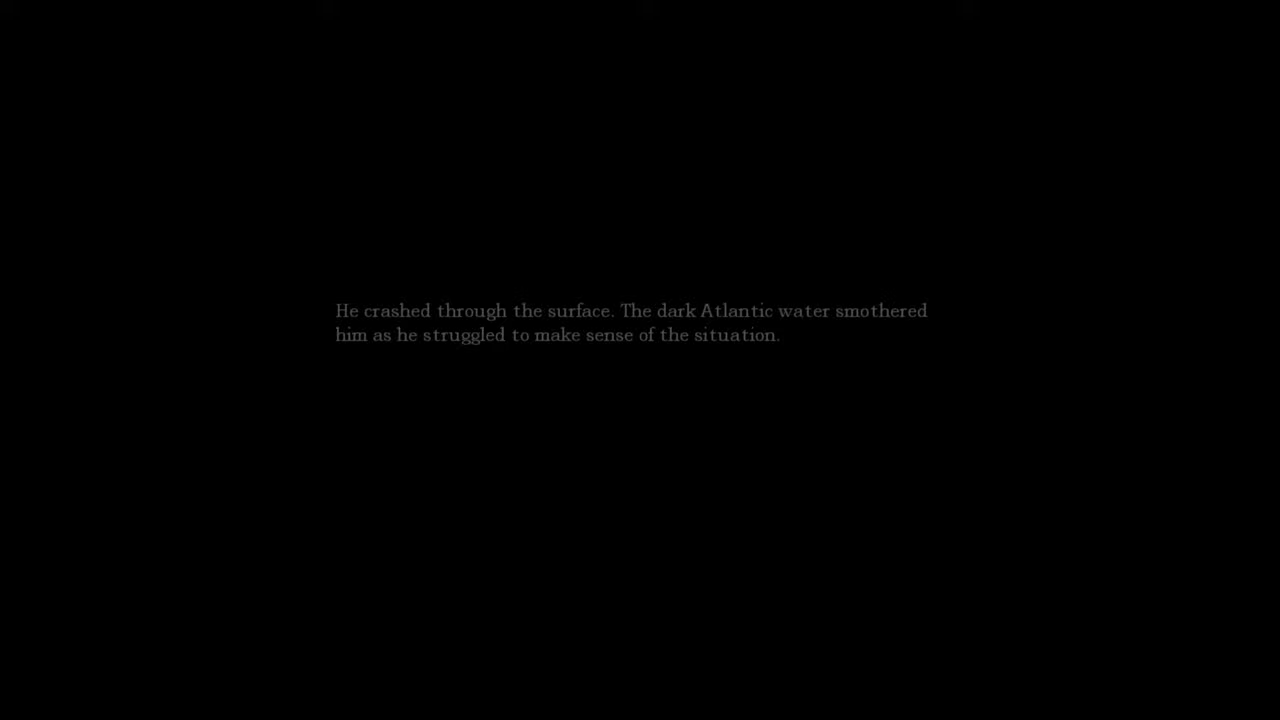 He crashed through the surface. The dark Atlantic water smothered
him as he struggled to make sense of the situation.